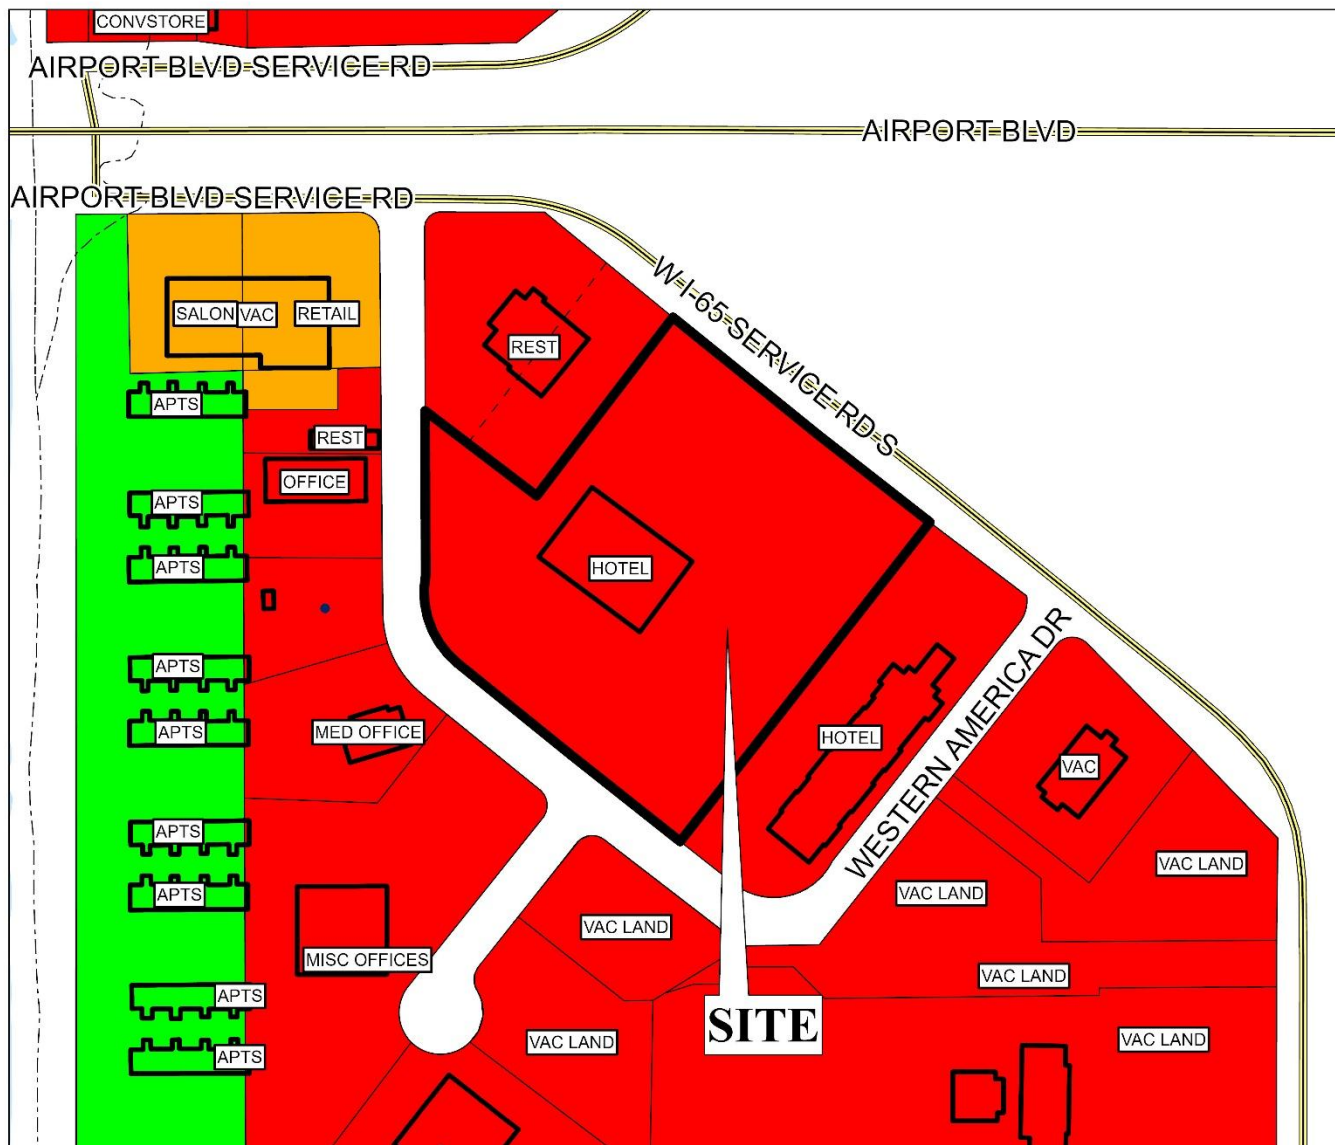 CONVSTORE
AIRPORT BLVD SERVICE RD
AIRPORT BLVD
AIRPORT BLVD SERVICE RD
W I-65 SERVICE RD S
SALON
VAC
RETAIL
REST
APTS
REST
OFFICE
APTS
APTS
HOTEL
APTS
APTS
MED OFFICE
HOTEL
WESTERN AMERICA DR
VAC
APTS
VAC LAND
APTS
VAC LAND
VAC LAND
MISC OFFICES
VAC LAND
APTS
SITE
VAC LAND
VAC LAND
APTS